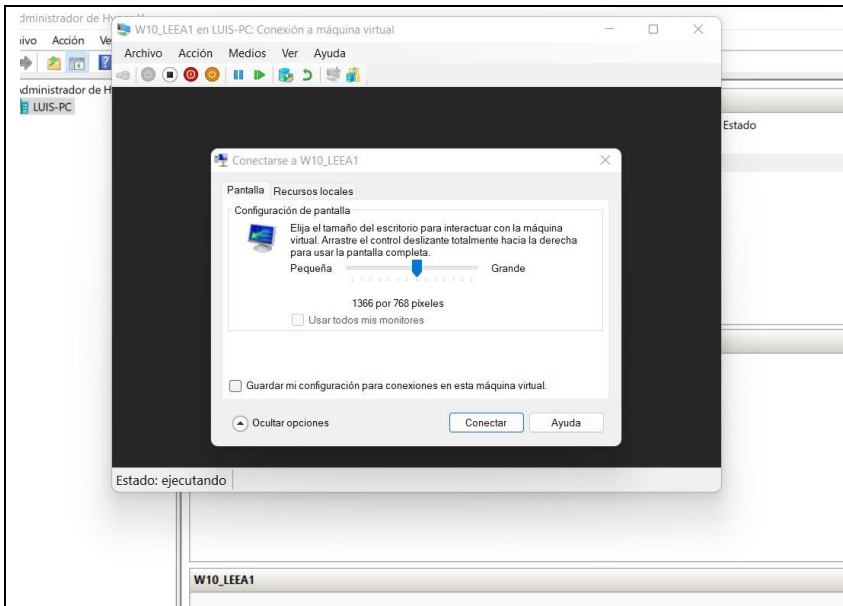 dministrador de Hyper-V
W10_LEEA1 en LUIS-PC: Conexión a máquina virtual
ivo Acción Ve
Archivo Acción Medios Ver Ayuda
dministrador de H
LUIS-PC
Estado
Conectarse a W10_LEEA1
Pantalla Recursos locales
Configuración de pantalla
Elija el tamaño del escritorio para interactuar con la máquina
virtual. Arrastre el control deslizante totalmente hacia la derecha
para usar la pantalla completa.
Pequeña Grande
1366 por 768 píxeles
Usar todos mis monitores
Guardar mi configuración para conexiones en esta máquina virtual.
Ocultar opciones Conectar Ayuda
Estado: ejecutando
W10_LEEA1